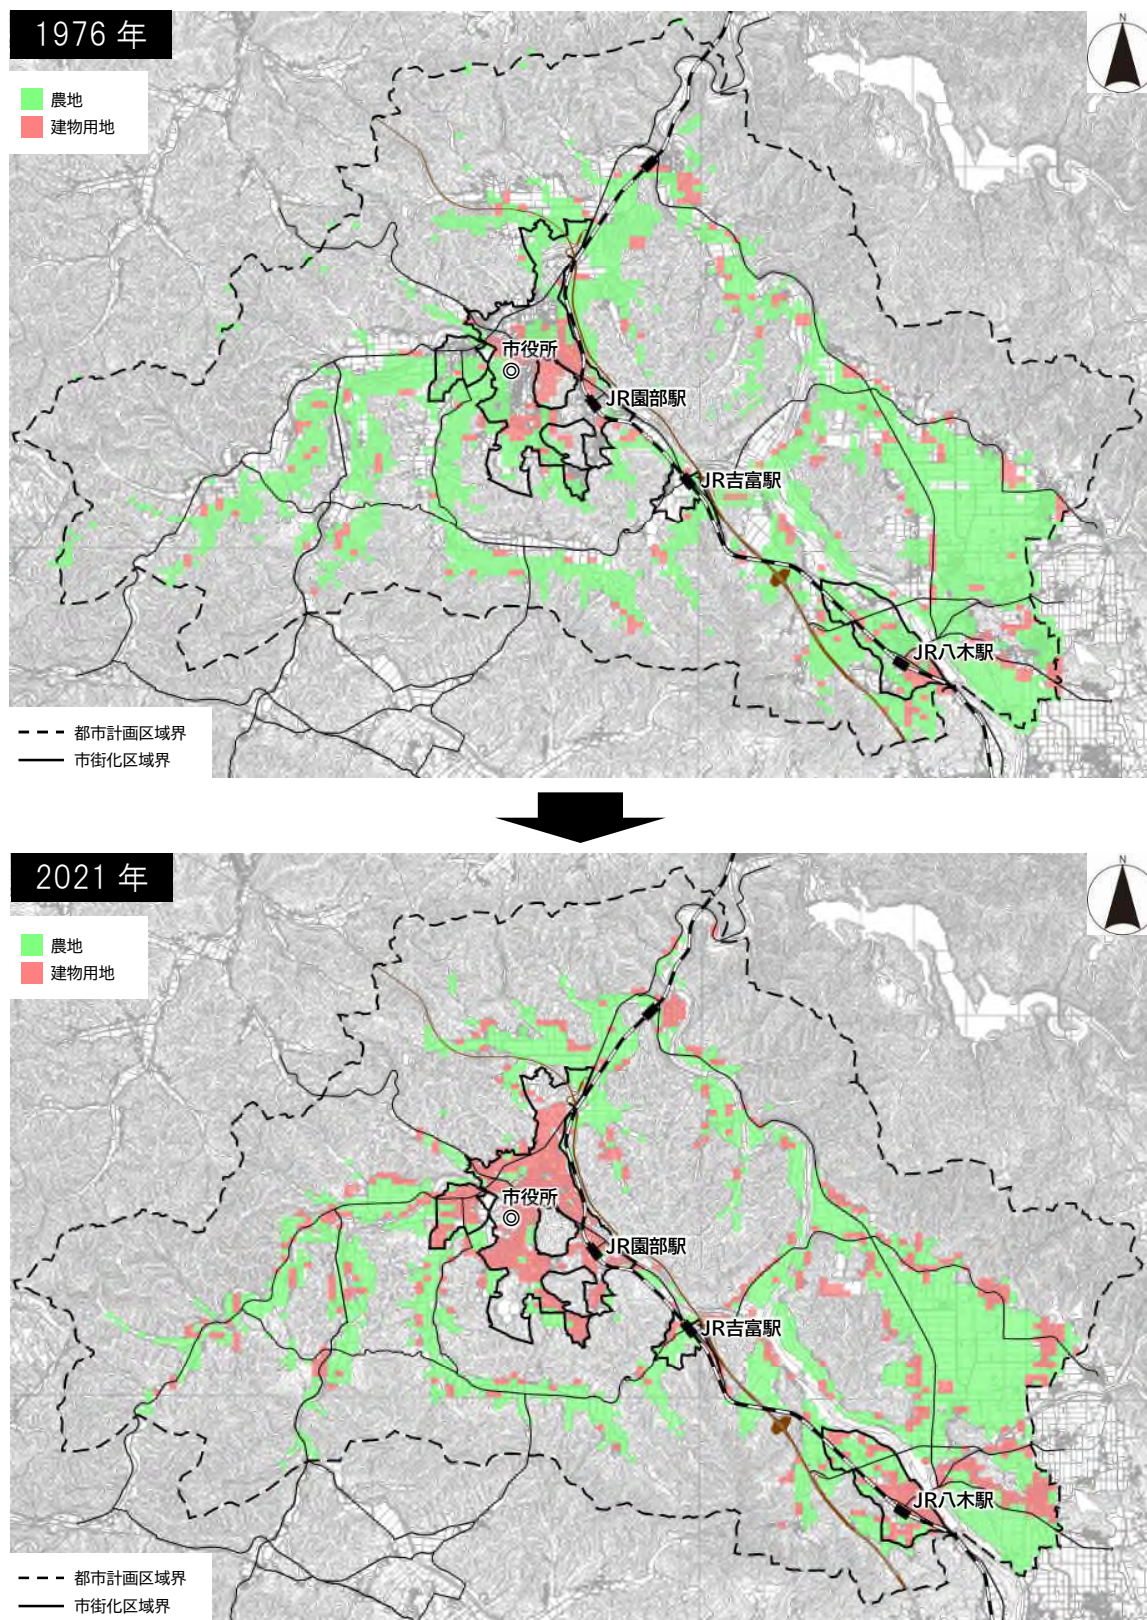 1976 年
N
農地
建物用地
市役所
JR園部駅
JR吉富駅
JR八木駅
都市計画区域界
市街化区域界
2021 年
N
農地
建物用地
市役所
JR園部駅
JR吉富駅
JR八木駅
都市計画区域界
市街化区域界